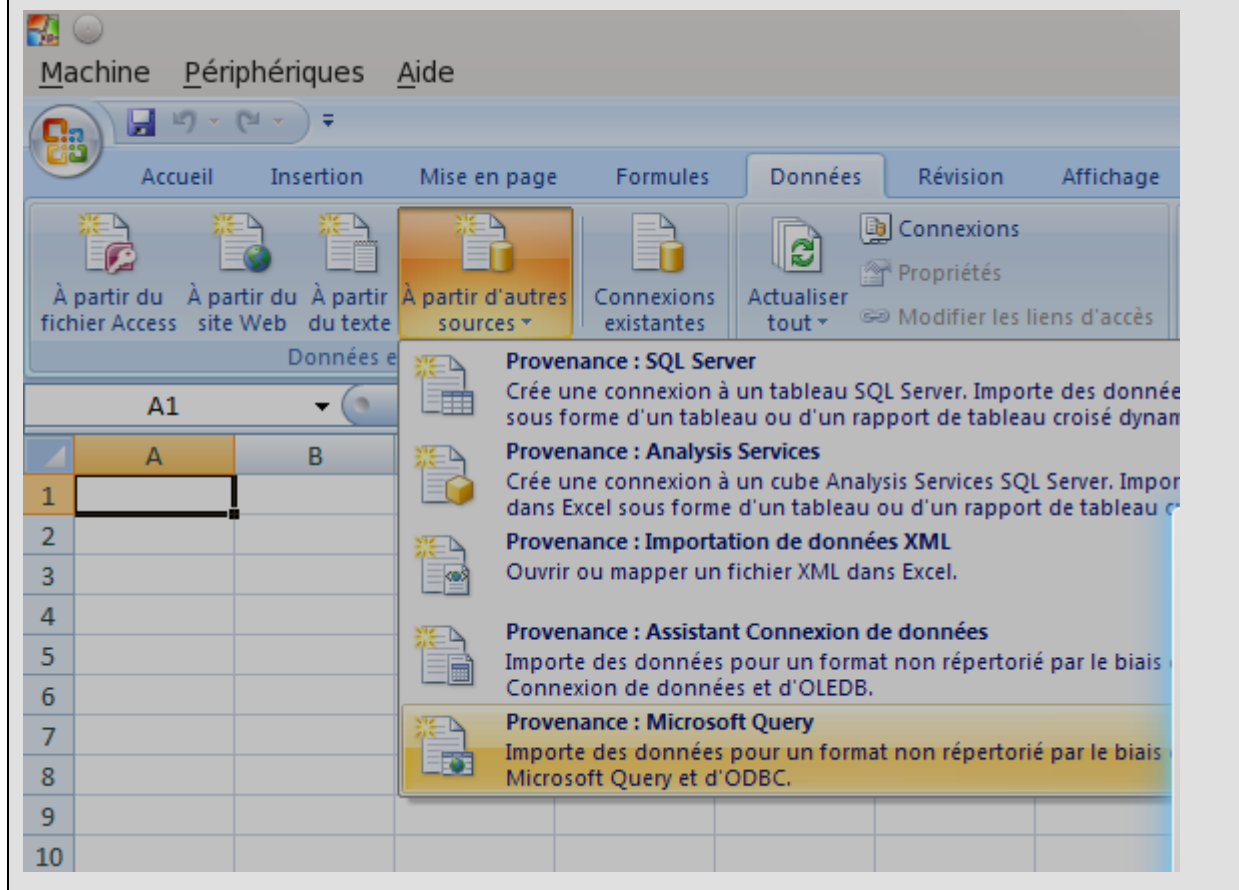 Machine Périphériques Aide
Accueil Insertion Mise en page Formules Données Révision Affichage
À partir du fichier Access
À partir du site Web
À partir du texte
À partir d'autres sources
Connexions existantes
Actualiser tout
Connexions
Propriétés
Modifier les liens d'accès
Données
A1
A B
Provenance : SQL Server
Crée une connexion à un tableau SQL Server. Importe des
sous forme d'un tableau ou d'un rapport de tableau croisé
Provenance : Analysis Services
Crée une connexion à un cube Analysis Services SQL Server.
dans Excel sous forme d'un tableau ou d'un rapport de tableau
Provenance : Importation de données XML
Ouvrir ou mapper un fichier XML dans Excel.
Provenance : Assistant Connexion de données
Importe des données pour un format non répertorié par le biais
Connexion de données et d'OLEDB.
Provenance : Microsoft Query
Importe des données pour un format non répertorié par le biais
Microsoft Query et d'ODBC.
1
2
3
4
5
6
7
8
9
10